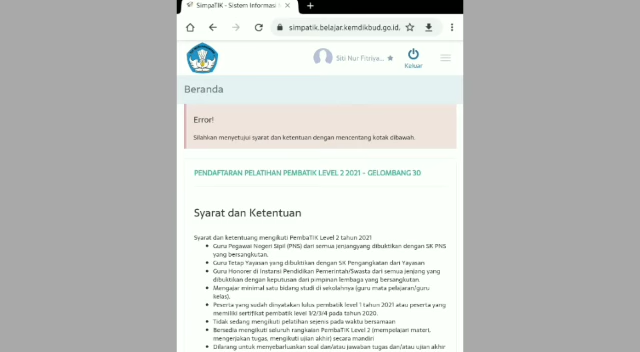 SimpaTIK - Sistem Informasi
simpatik.belajar.kemdikbud.go.id.
Siti Nur Fitriya...
Keluar
Beranda
Error!
Silahkan menyetujui syarat dan ketentuan dengan mencentang kotak dibawah.
PENDAFTARAN PELATIHAN PEMBATIK LEVEL 2 2021 - GELOMBANG 30
Syarat dan Ketentuan
Syarat dan ketentuang mengikuti PembaTIK Level 2 tahun 2021
Guru Pegawai Negeri Sipil (PNS) dari semua jenjangyang dibuktikan dengan SK PNS
yang bersangkutan.
Guru Tetap Yayasan yang dibuktikan dengan SK Pengangkatan dari Yayasan
Guru Honorer di Instansi Pendidikan Pemerintah/Swasta dari semua jenjang yang
dibuktikan dengan keputusan dari pimpinan lembaga yang bersangkutan.
Mengajar minimal satu bidang studi di sekolahnya (guru mata pelajaran/guru
kelas).
Peserta yang sudah dinyatakan lulus pembatik level 1 tahun 2021 atau peserta yang
memiliki sertifikat pembatik level 1/2/3/4 pada tahun 2020.
Tidak sedang mengikuti pelatihan sejenis pada waktu bersamaan
Bersedia mengikuti seluruh rangkaian PembaTIK Level 2 (mempelajari materi,
mengerjakan tugas, mengikuti ujian akhir) secara mandiri
Dilarang untuk menyebarluaskan soal dan/atau jawaban tugas dan/atau ujian akhir